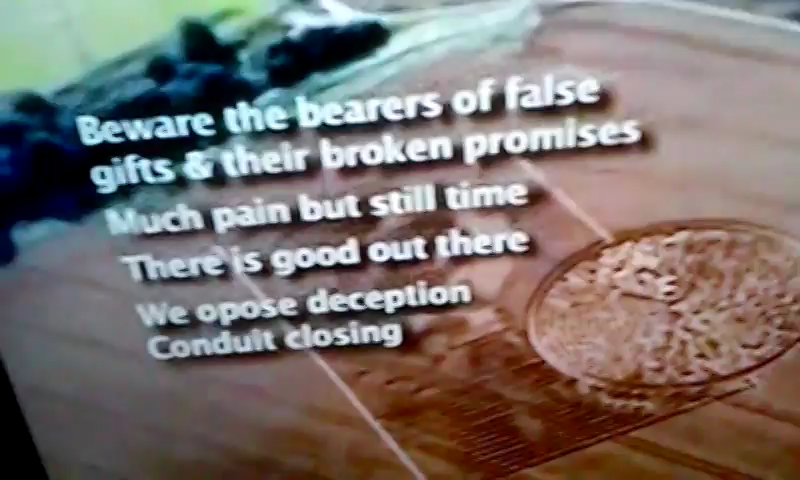 Beware the bearers of false
gifts & their broken promises
Much pain but still time
There is good out there
We opose deception
Conduit closing